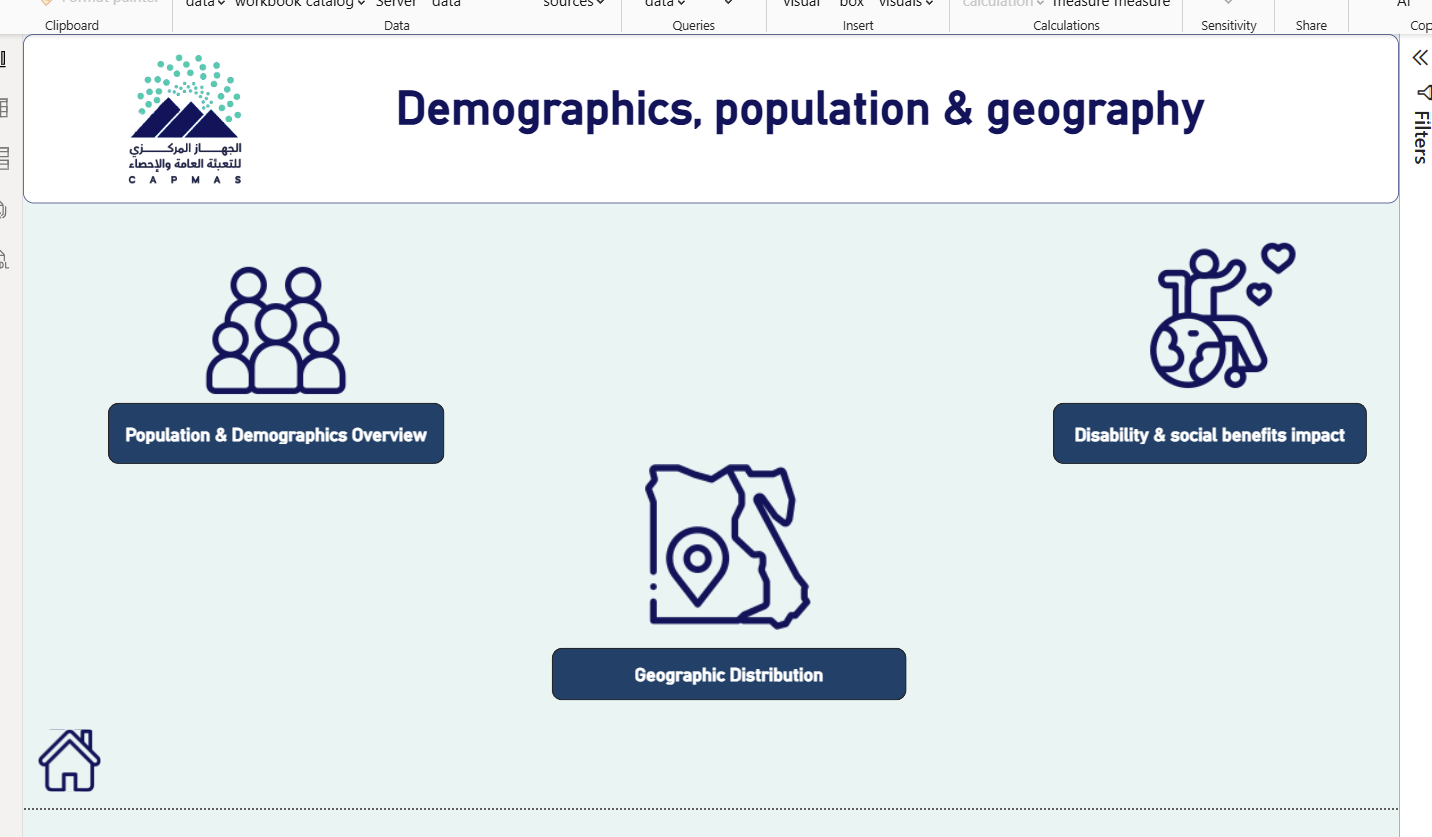 data workbook catalog Server data sources data visual box visuals calculation measure measure AI
Clipboard Data Queries Insert Calculations Sensitivity Share
Demographics, population & geography
الجهاز المركزي
للتعبئة العامة والإحصاء
CAPMAS
Filters
Population & Demographics Overview
Disability & social benefits impact
Geographic Distribution